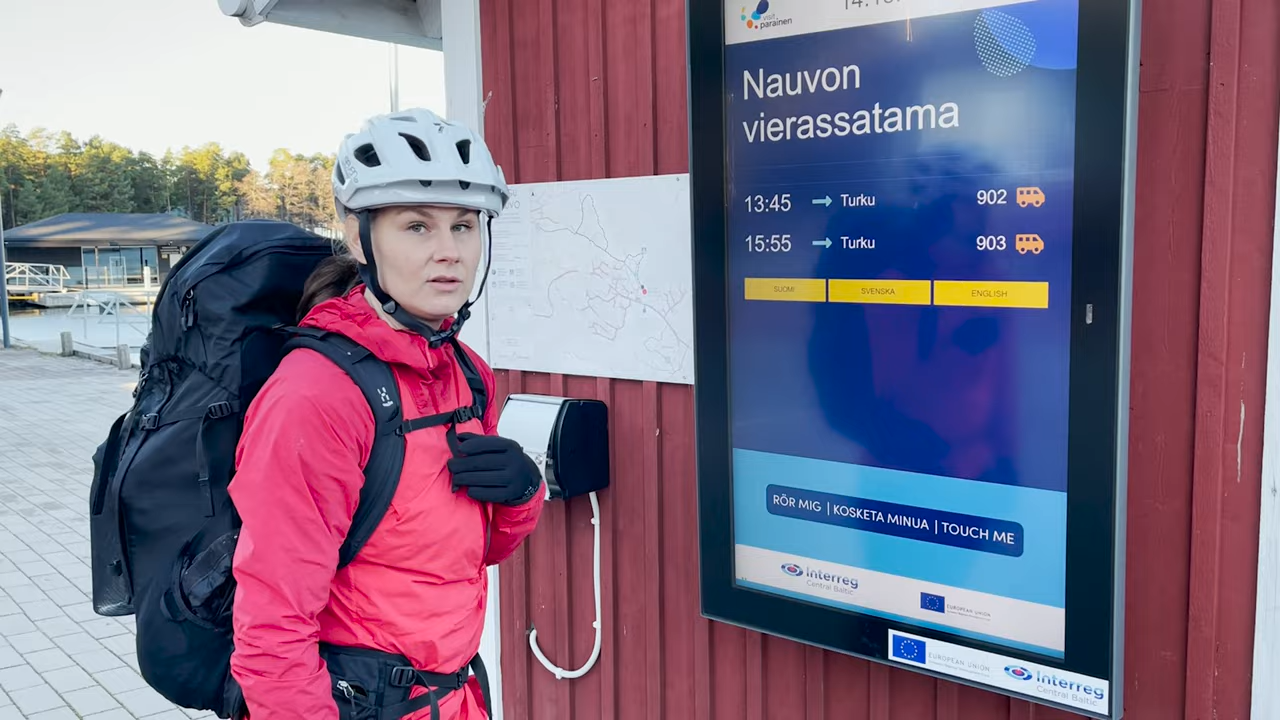 visit
parainen
Nauvon
vierassatama
13:45 → Turku 902
15:55 → Turku 903
SUOMI SVENSKA ENGLISH
RÖR MIG | KOSKETA MINUA | TOUCH ME
Interreg
Central Baltic
EUROPEAN UNION
EUROPEAN UNION
Interreg
Central Baltic